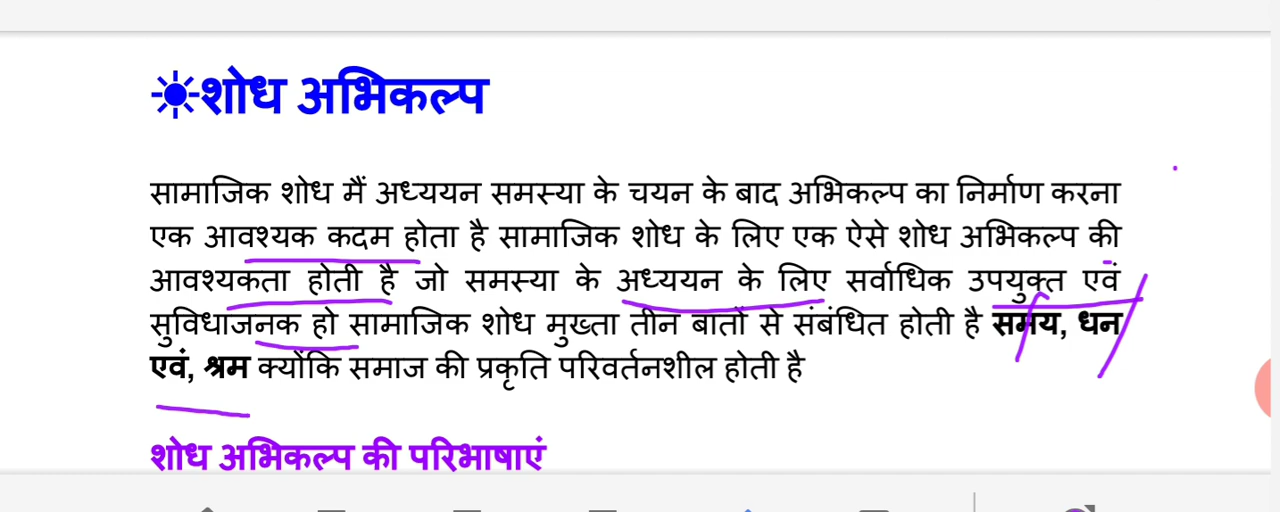 ☀शोध अभिकल्प
सामाजिक शोध मैं अध्ययन समस्या के चयन के बाद अभिकल्प का निर्माण करना
एक आवश्यक कदम होता है सामाजिक शोध के लिए एक ऐसे शोध अभिकल्प की
आवश्यकता होती है जो समस्या के अध्ययन के लिए सर्वाधिक उपयुक्त एवं
सुविधाजनक हो सामाजिक शोध मुख्ता तीन बातों से संबंधित होती है समय, धन
एवं, श्रम क्योंकि समाज की प्रकृति परिवर्तनशील होती है
शोध अभिकल्प की परिभाषाएं